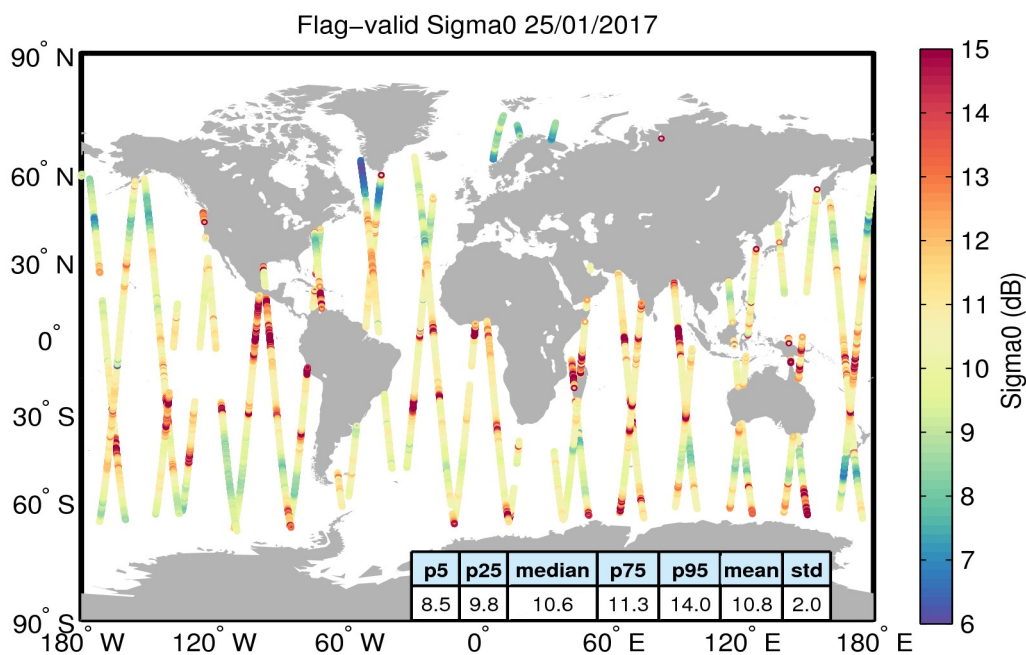 Flag−valid Sigma0 25/01/2017
90° N
60° N
30° N
0°
30° S
60° S
90° S
180° W
120° W
60° W
0°
60° E
120° E
180° E
p5 p25 median p75 p95 mean std
8.5 9.8 10.6 11.3 14.0 10.8 2.0
15
14
13
12
11
10
9
8
7
6
Sigma0 (dB)